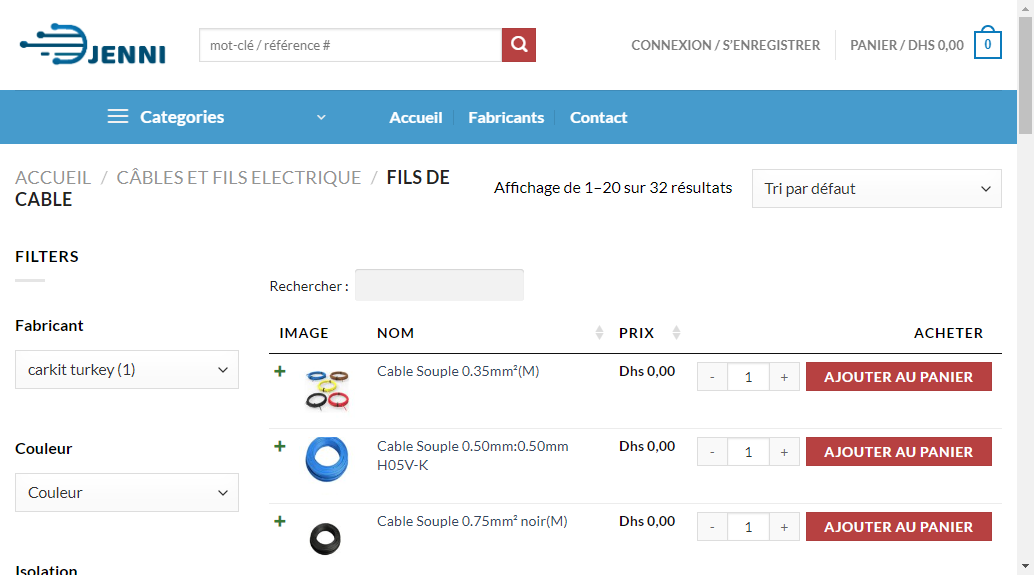 JENNI
mot-clé / référence #
CONNEXION / S'ENREGISTRER
PANIER / DHS 0,00
0
Categories
Accueil
Fabricants
Contact
ACCUEIL / CÂBLES ET FILS ELECTRIQUE / FILS DE
CABLE
Affichage de 1–20 sur 32 résultats
Tri par défaut
FILTERS
Fabricant
carkit turkey (1)
Couleur
Couleur
Isolation
Rechercher :
IMAGE NOM PRIX ACHETER
+ Cable Souple 0.35mm²(M) Dhs 0,00 - 1 + AJOUTER AU PANIER
+ Cable Souple 0.50mm:0.50mm Dhs 0,00 - 1 + AJOUTER AU PANIER
H05V-K
+ Cable Souple 0.75mm² noir(M) Dhs 0,00 - 1 + AJOUTER AU PANIER